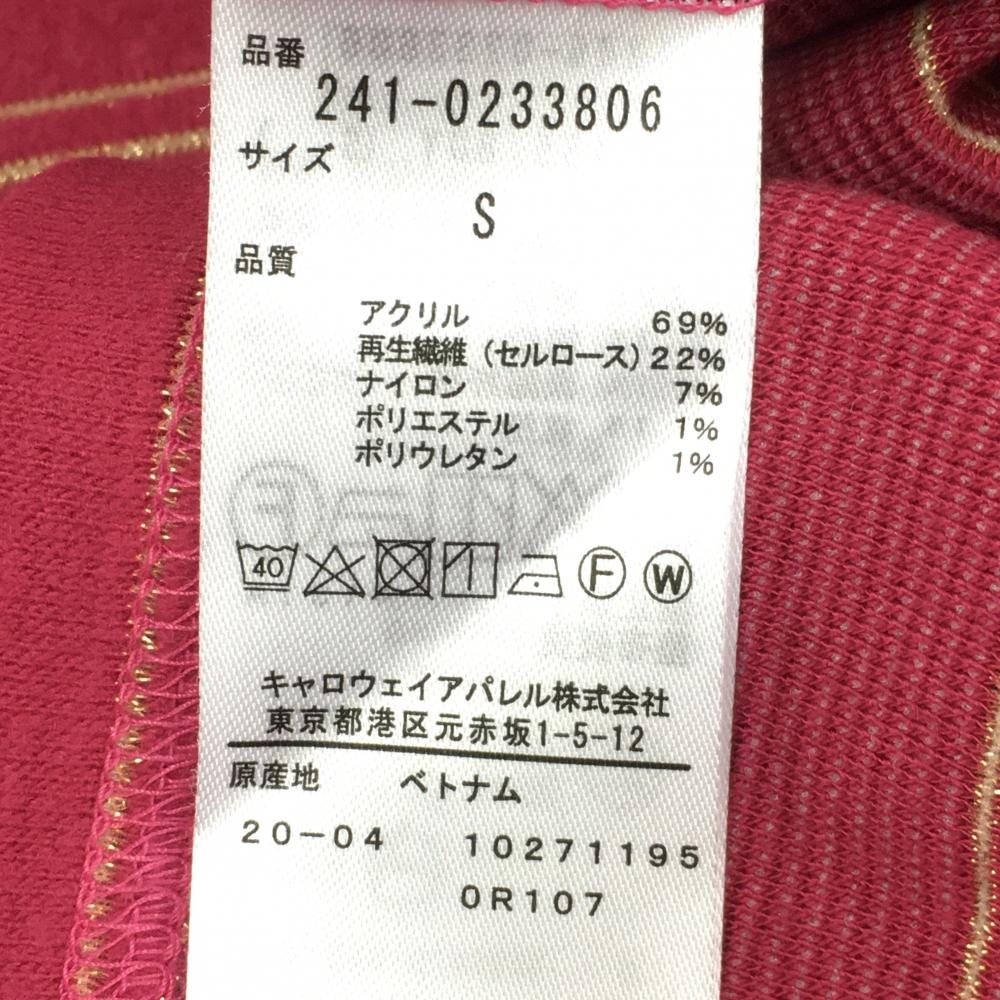 品番
241-0233806
サイズ
S
品質
アクリル 69%
再生繊維（セルロース）22%
ナイロン 7%
ポリエステル 1%
ポリウレタン 1%
40 F W
キャロウェイアパレル株式会社
東京都港区元赤坂1-5-12
原産地 ベトナム
20-04 10271195
0R107